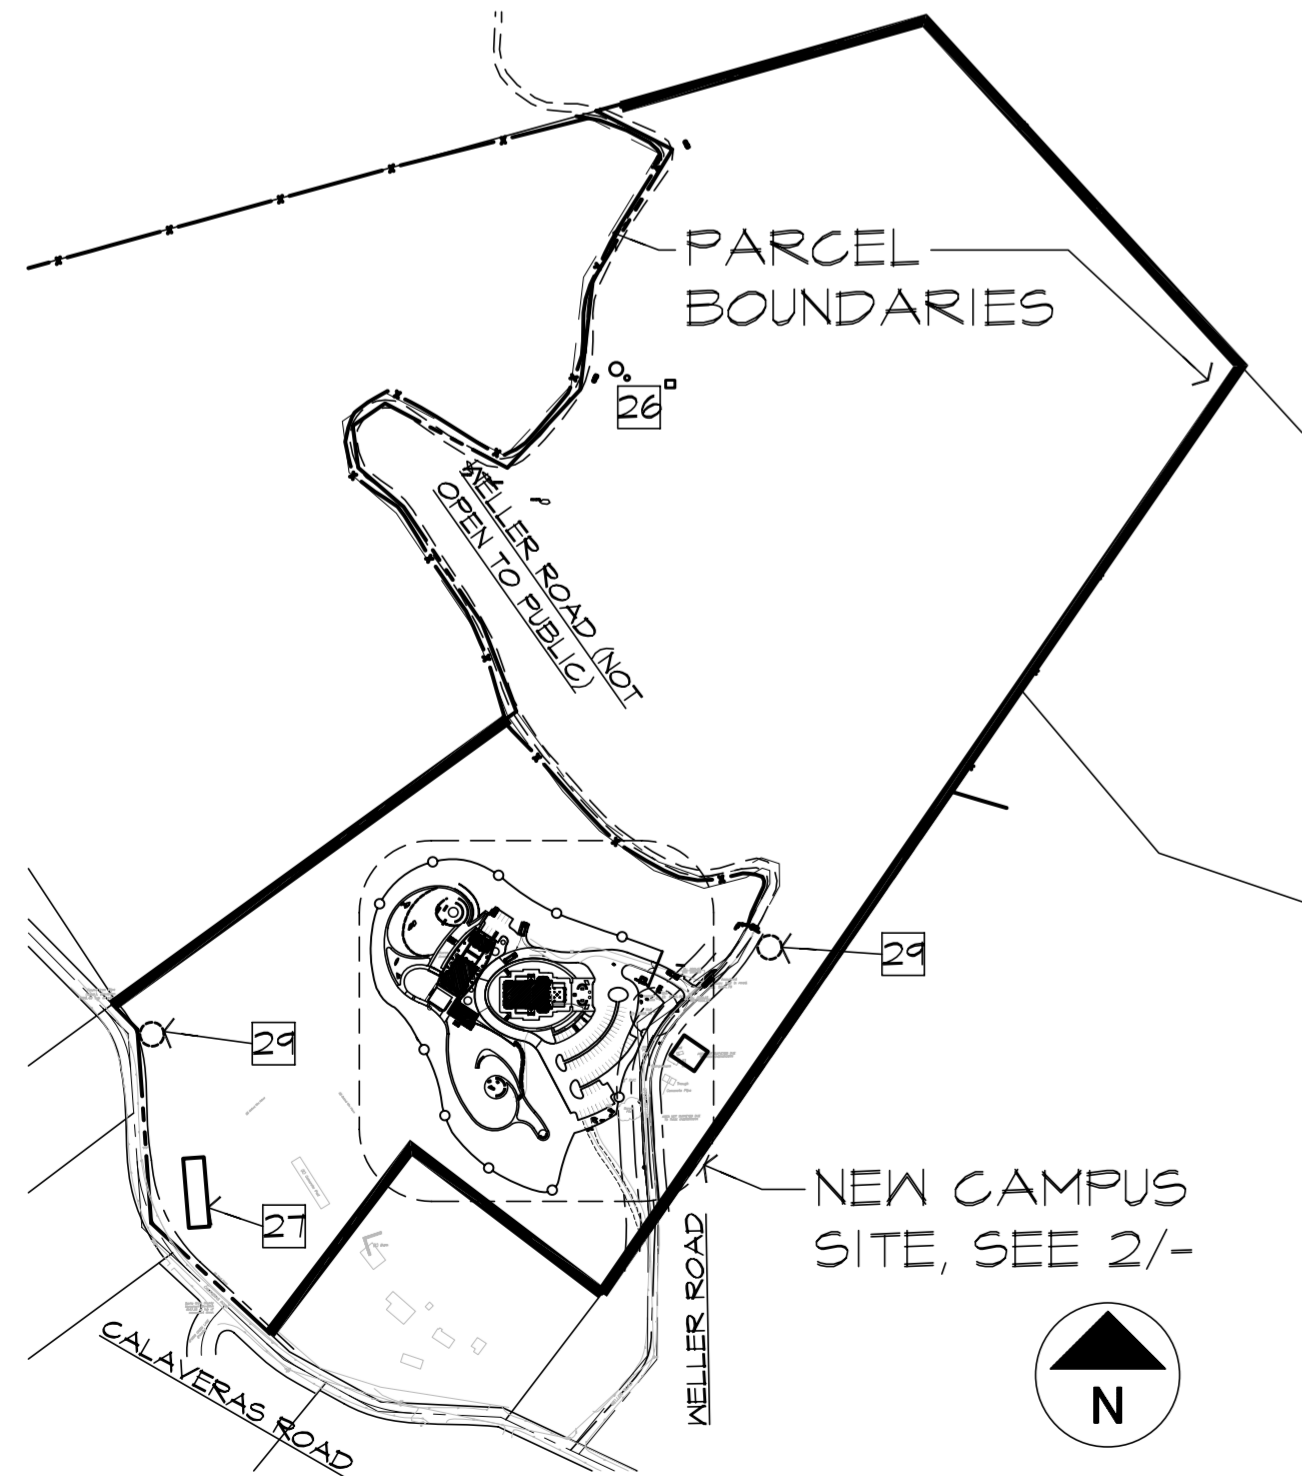 PARCEL
BOUNDARIES
26
WELLER ROAD (NOT
OPEN TO PUBLIC)
29
29
27
NEW CAMPUS
SITE, SEE 2/-
WELLER ROAD
CALAVERAS ROAD
N